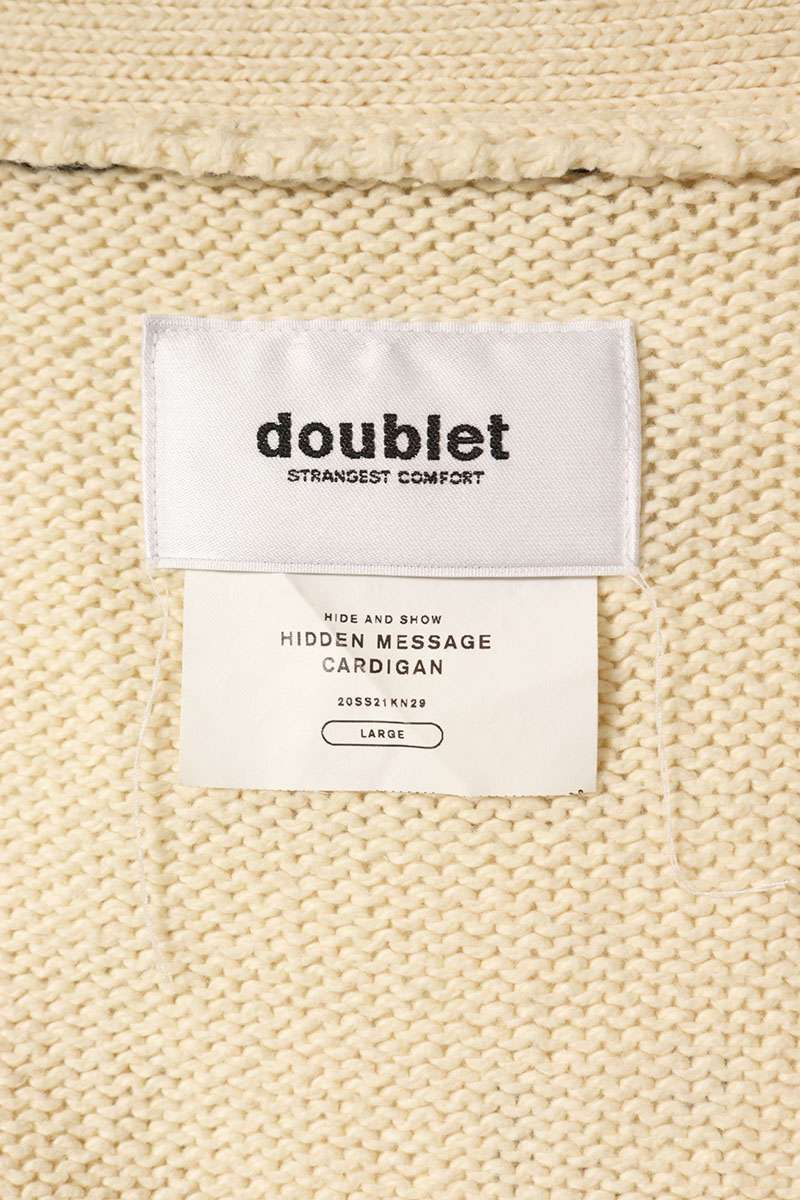 doublet
STRANGEST COMFORT
HIDE AND SHOW
HIDDEN MESSAGE
CARDIGAN
20SS21KN29
LARGE